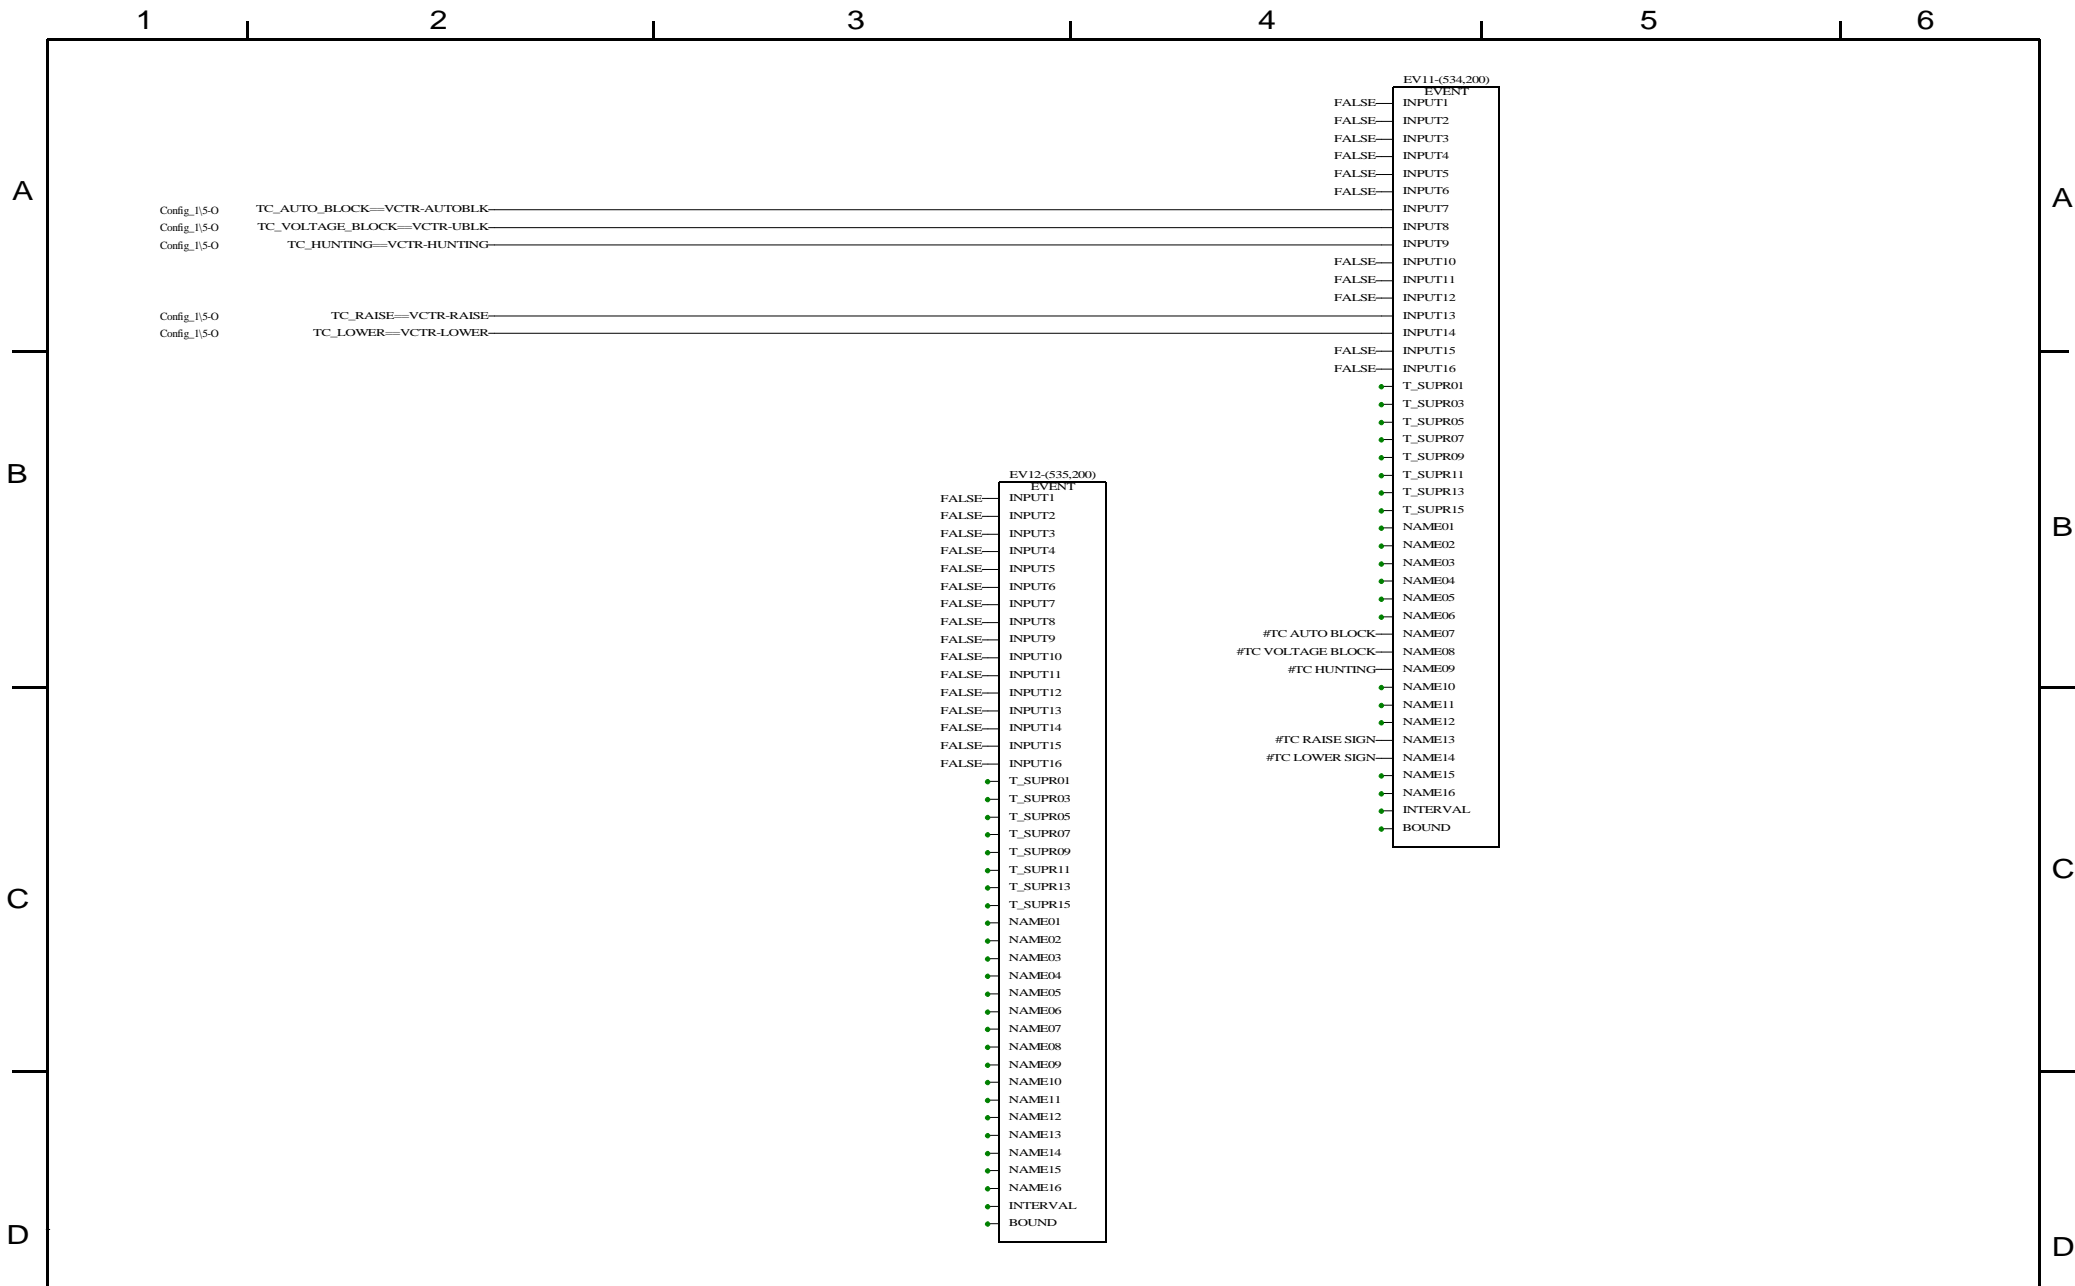 1 2 3 4 5 6
EV11-(534,200)
EVENT
FALSE INPUT1
FALSE INPUT2
FALSE INPUT3
FALSE INPUT4
FALSE INPUT5
FALSE INPUT6
A A
Config_1\5-O TC_AUTO_BLOCK==VCTR-AUTOBLK INPUT7
Config_1\5-O TC_VOLTAGE_BLOCK==VCTR-UBLK INPUT8
Config_1\5-O TC_HUNTING==VCTR-HUNTING INPUT9
FALSE INPUT10
FALSE INPUT11
FALSE INPUT12
Config_1\5-O TC_RAISE==VCTR-RAISE INPUT13
Config_1\5-O TC_LOWER==VCTR-LOWER INPUT14
FALSE INPUT15
FALSE INPUT16
T_SUPR01
T_SUPR03
T_SUPR05
T_SUPR07
T_SUPR09
T_SUPR11
T_SUPR13
T_SUPR15
NAME01
NAME02
NAME03
NAME04
NAME05
NAME06
#TC AUTO BLOCK NAME07
#TC VOLTAGE BLOCK NAME08
#TC HUNTING NAME09
NAME10
NAME11
NAME12
#TC RAISE SIGN NAME13
#TC LOWER SIGN NAME14
NAME15
NAME16
INTERVAL
BOUND
B B
EV12-(535,200)
EVENT
FALSE INPUT1
FALSE INPUT2
FALSE INPUT3
FALSE INPUT4
FALSE INPUT5
FALSE INPUT6
FALSE INPUT7
FALSE INPUT8
FALSE INPUT9
FALSE INPUT10
FALSE INPUT11
FALSE INPUT12
FALSE INPUT13
FALSE INPUT14
FALSE INPUT15
FALSE INPUT16
T_SUPR01
T_SUPR03
T_SUPR05
T_SUPR07
T_SUPR09
T_SUPR11
T_SUPR13
T_SUPR15
NAME01
NAME02
NAME03
NAME04
NAME05
NAME06
NAME07
NAME08
NAME09
NAME10
NAME11
NAME12
NAME13
NAME14
NAME15
NAME16
INTERVAL
BOUND
C C
D D